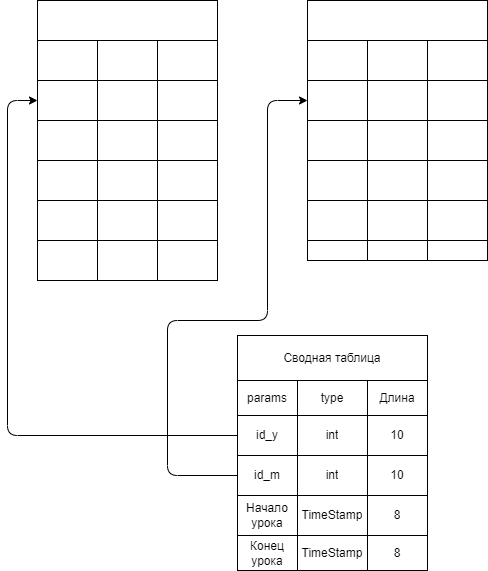 Сводная таблица
params type Длина
id_y int 10
id_m int 10
Начало
урока TimeStamp 8
Конец
урока TimeStamp 8